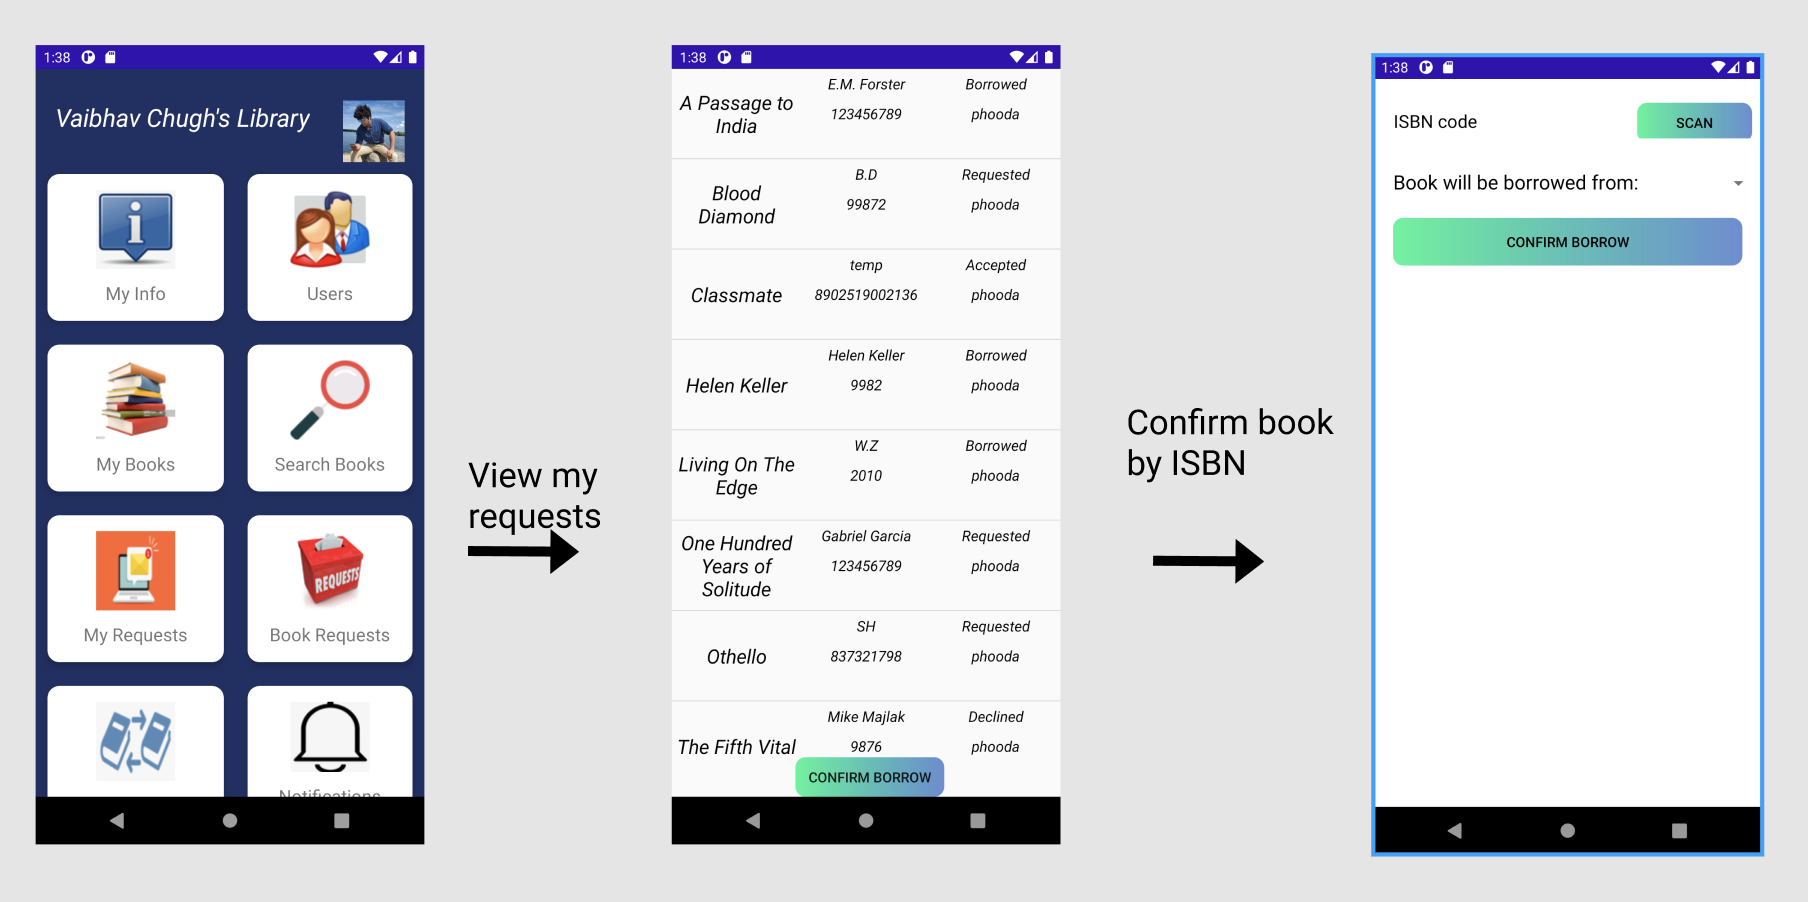 1:38
Vaibhav Chugh's Library
My Info
Users
My Books
Search Books
My Requests
REQUESTS
Book Requests
Notifications
View my
requests
1:38
A Passage to
India
E.M. Forster
123456789
Borrowed
phooda
Blood
Diamond
B.D
99872
Requested
phooda
Classmate
temp
8902519002136
Accepted
phooda
Helen Keller
Helen Keller
9982
Borrowed
phooda
Living On The
Edge
W.Z
2010
Borrowed
phooda
One Hundred
Years of
Solitude
Gabriel Garcia
123456789
Requested
phooda
Othello
SH
837321798
Requested
phooda
The Fifth Vital
Mike Majlak
9876
Declined
phooda
CONFIRM BORROW
Confirm book
by ISBN
1:38
ISBN code
SCAN
Book will be borrowed from:
CONFIRM BORROW